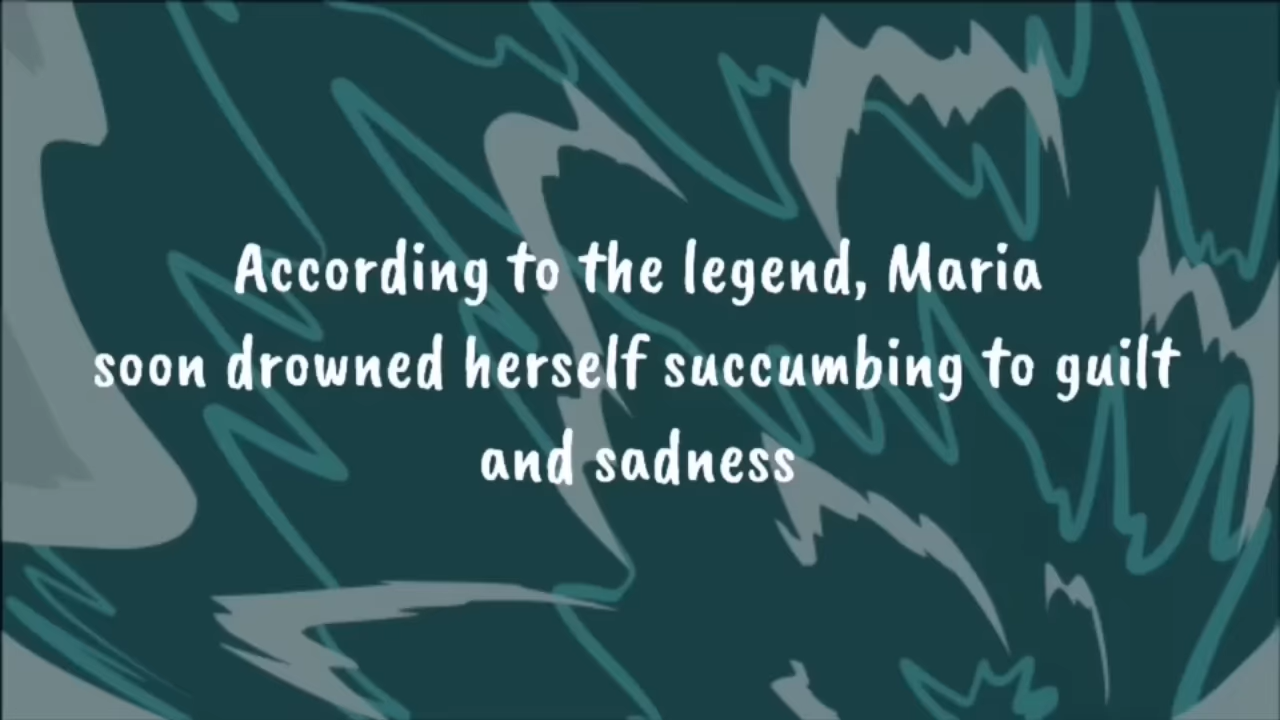 According to the legend, Maria
soon drowned herself succumbing to guilt
and sadness